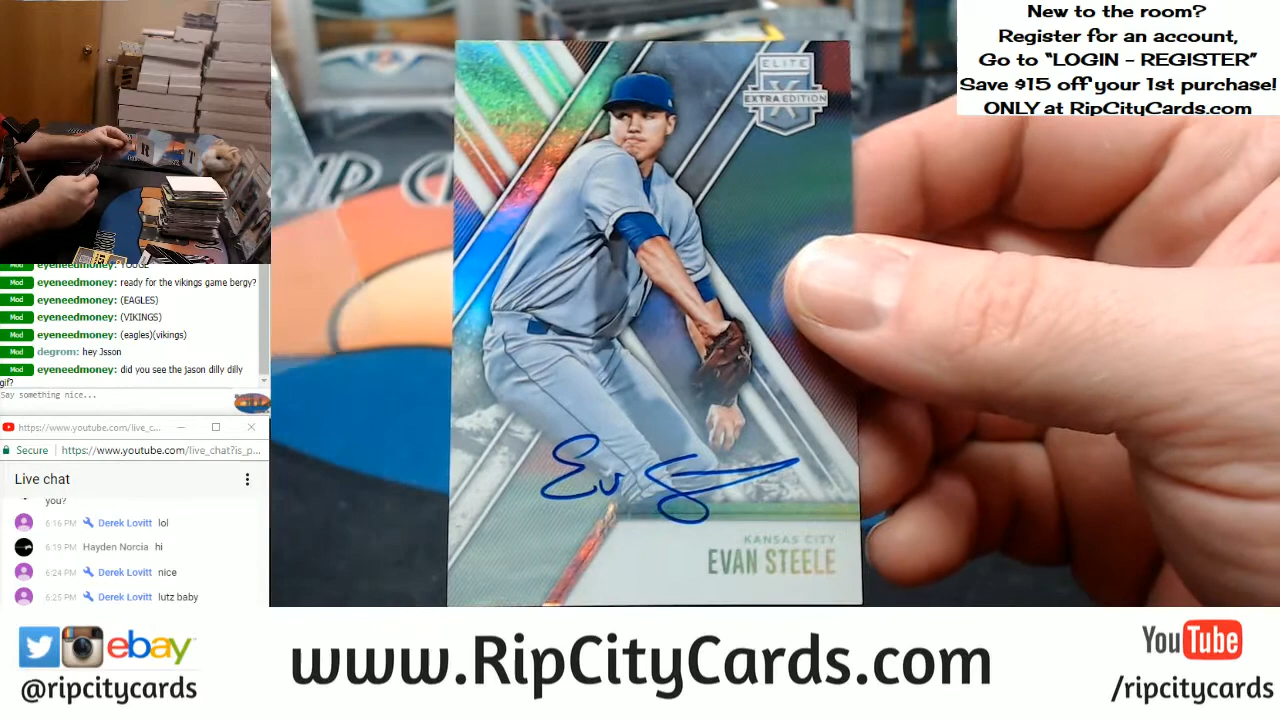 New to the room?
Register for an account,
Go to "LOGIN - REGISTER"
Save $15 off your 1st purchase!
ONLY at RipCityCards.com
ELITE
X
EXTRA EDITION
RIP C
R T
Mod eyeneedmoney: TOUGE
Mod eyeneedmoney: ready for the vikings game bergy?
Mod eyeneedmoney: (EAGLES)
Mod eyeneedmoney: (VIKINGS)
Mod eyeneedmoney: (eagles)(vikings)
Mod degrom: hey Jsson
Mod eyeneedmoney: did you see the jason dilly dilly
gif?
Say something nice...
https://www.youtube.com/live_c...
Secure https://www.youtube.com/live_chat?is_p...
Live chat
you?
6:16 PM Derek Lovitt lol
6:19 PM Hayden Norcia hi
6:24 PM Derek Lovitt nice
6:25 PM Derek Lovitt lutz baby
KANSAS CITY
EVAN STEELE
ebay
@ripcitycards
www.RipCityCards.com
YouTube
/ripcitycards